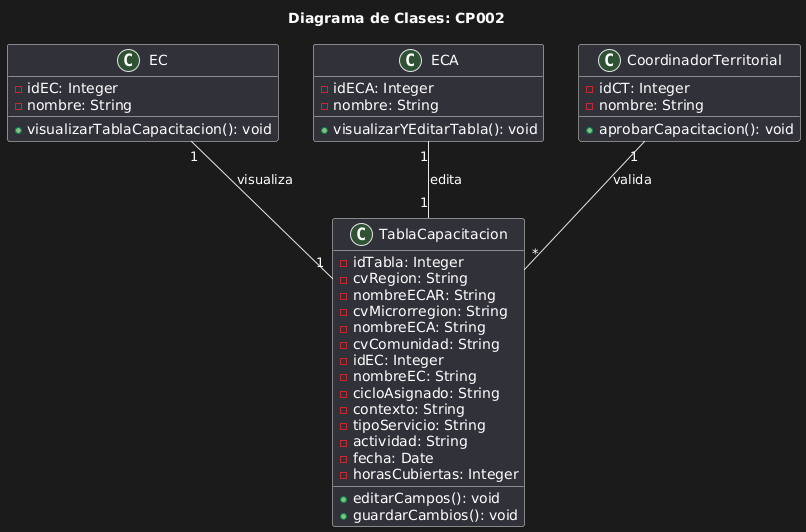 Diagrama de Clases: CP002
C EC
idEC: Integer
nombre: String
visualizarTablaCapacitacion(): void
C ECA
idECA: Integer
nombre: String
visualizarYEditarTabla(): void
C CoordinadorTerritorial
idCT: Integer
nombre: String
aprobarCapacitacion(): void
1
visualiza
1
1
edita
1
1
valida
*
C TablaCapacitacion
idTabla: Integer
cvRegion: String
nombreECAR: String
cvMicrorregion: String
nombreECA: String
cvComunidad: String
idEC: Integer
nombreEC: String
cicloAsignado: String
contexto: String
tipoServicio: String
actividad: String
fecha: Date
horasCubiertas: Integer
editarCampos(): void
guardarCambios(): void